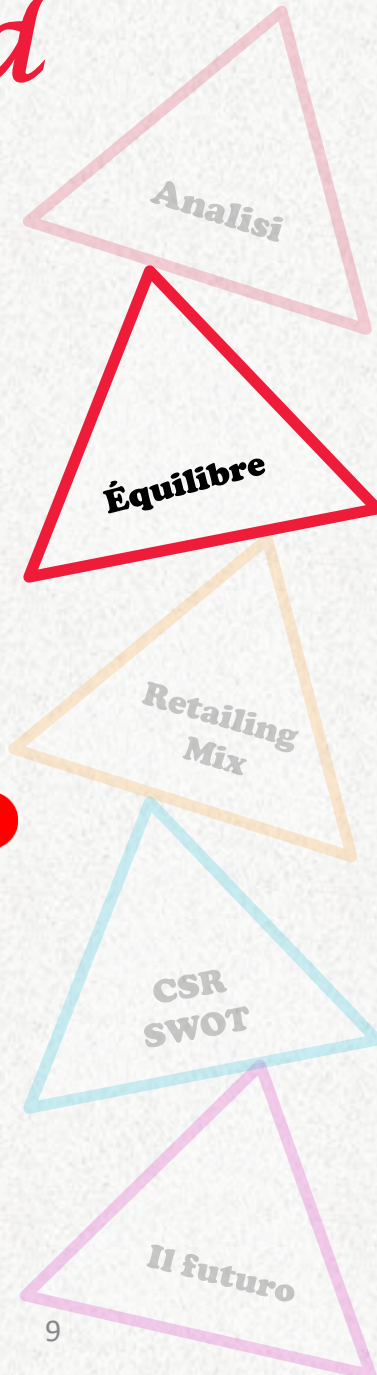 d
Analisi
Équilibre
Retailing
Mix
CSR
SWOT
Il futuro
9